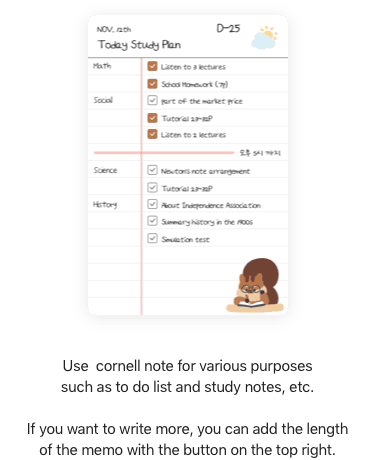 NOV, 12th
D-25
Today Study Plan
Math
Listen to 3 lectures
School Homework (7P)
Social
part of the market price
Tutorial 23-32P
Listen to 2 lectures
오후 5시 까지
Science
Newton's note arrangement
Tutorial 23-32P
History
About Independence Association
Summary history in the 1900s
Simulation test
Use cornell note for various purposes
such as to do list and study notes, etc.
If you want to write more, you can add the length
of the memo with the button on the top right.